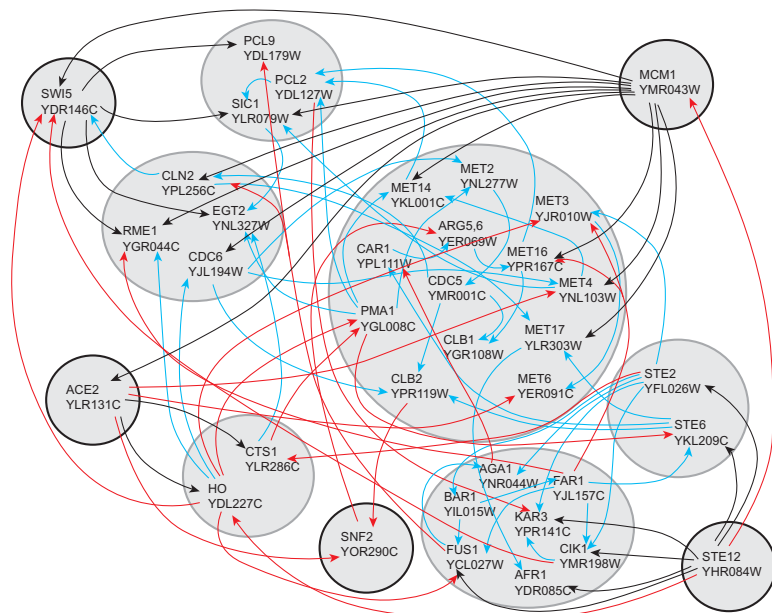 PCL9
YDL179W
PCL2
YDL127W
SIC1
YLR079W
SWI5
YDR146C
MCM1
YMR043W
CLN2
YPL256C
EGT2
YNL327W
RME1
YGR044C
CDC6
YJL194W
MET2
YNL277W
MET14
YKL001C
MET3
YJR010W
ARG5,6
YER069W
CAR1
YPL111W
MET16
YPR167C
CDC5
YMR001C
MET4
YNL103W
PMA1
YGL008C
MET17
YLR303W
CLB1
YGR108W
CLB2
YPR119W
MET6
YER091C
STE2
YFL026W
STE6
YKL209C
ACE2
YLR131C
CTS1
YLR286C
HO
YDL227C
SNF2
YOR290C
AGA1
YNR044W
FAR1
YJL157C
BAR1
YIL015W
KAR3
YPR141C
FUS1
YCL027W
CIK1
YMR198W
AFR1
YDR085C
STE12
YHR084W